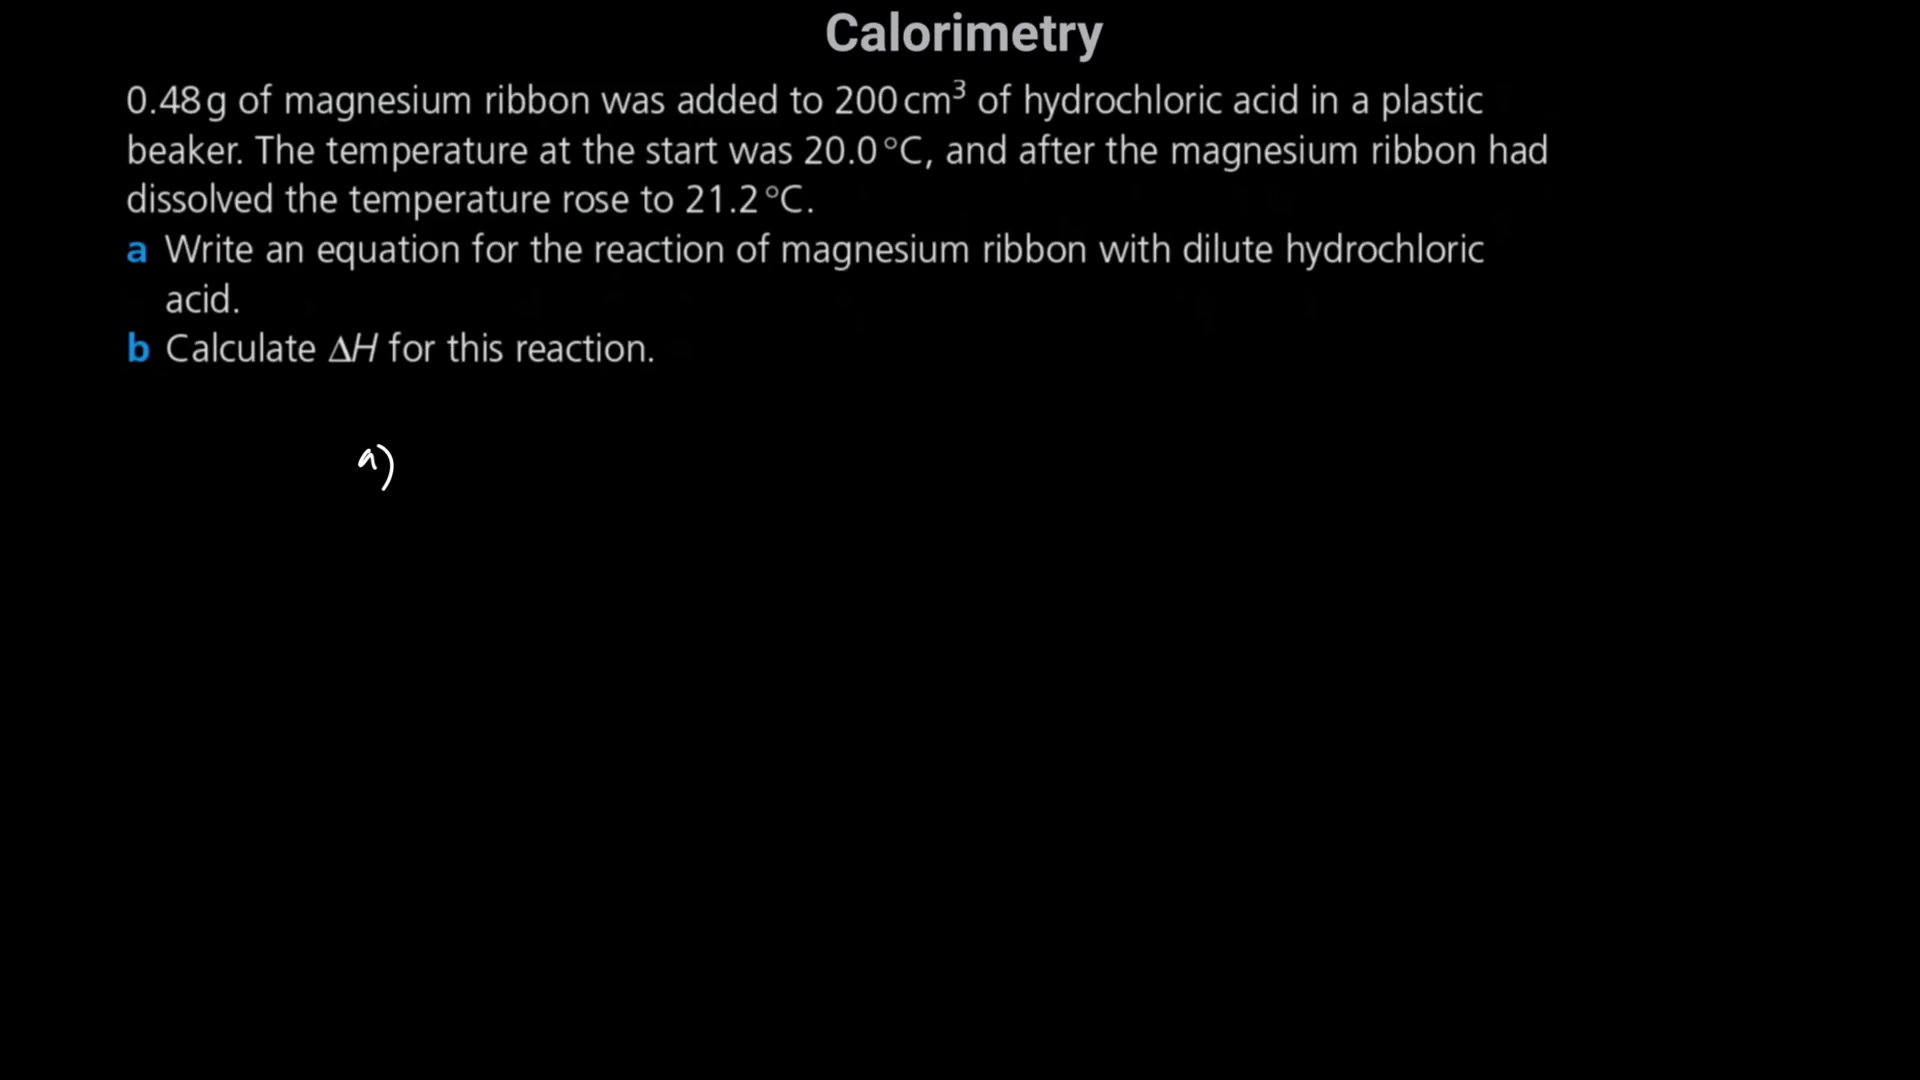 Calorimetry
0.48 g of magnesium ribbon was added to 200 cm³ of hydrochloric acid in a plastic
beaker. The temperature at the start was 20.0 °C, and after the magnesium ribbon had
dissolved the temperature rose to 21.2 °C.
a Write an equation for the reaction of magnesium ribbon with dilute hydrochloric
acid.
b Calculate ΔH for this reaction.
a)